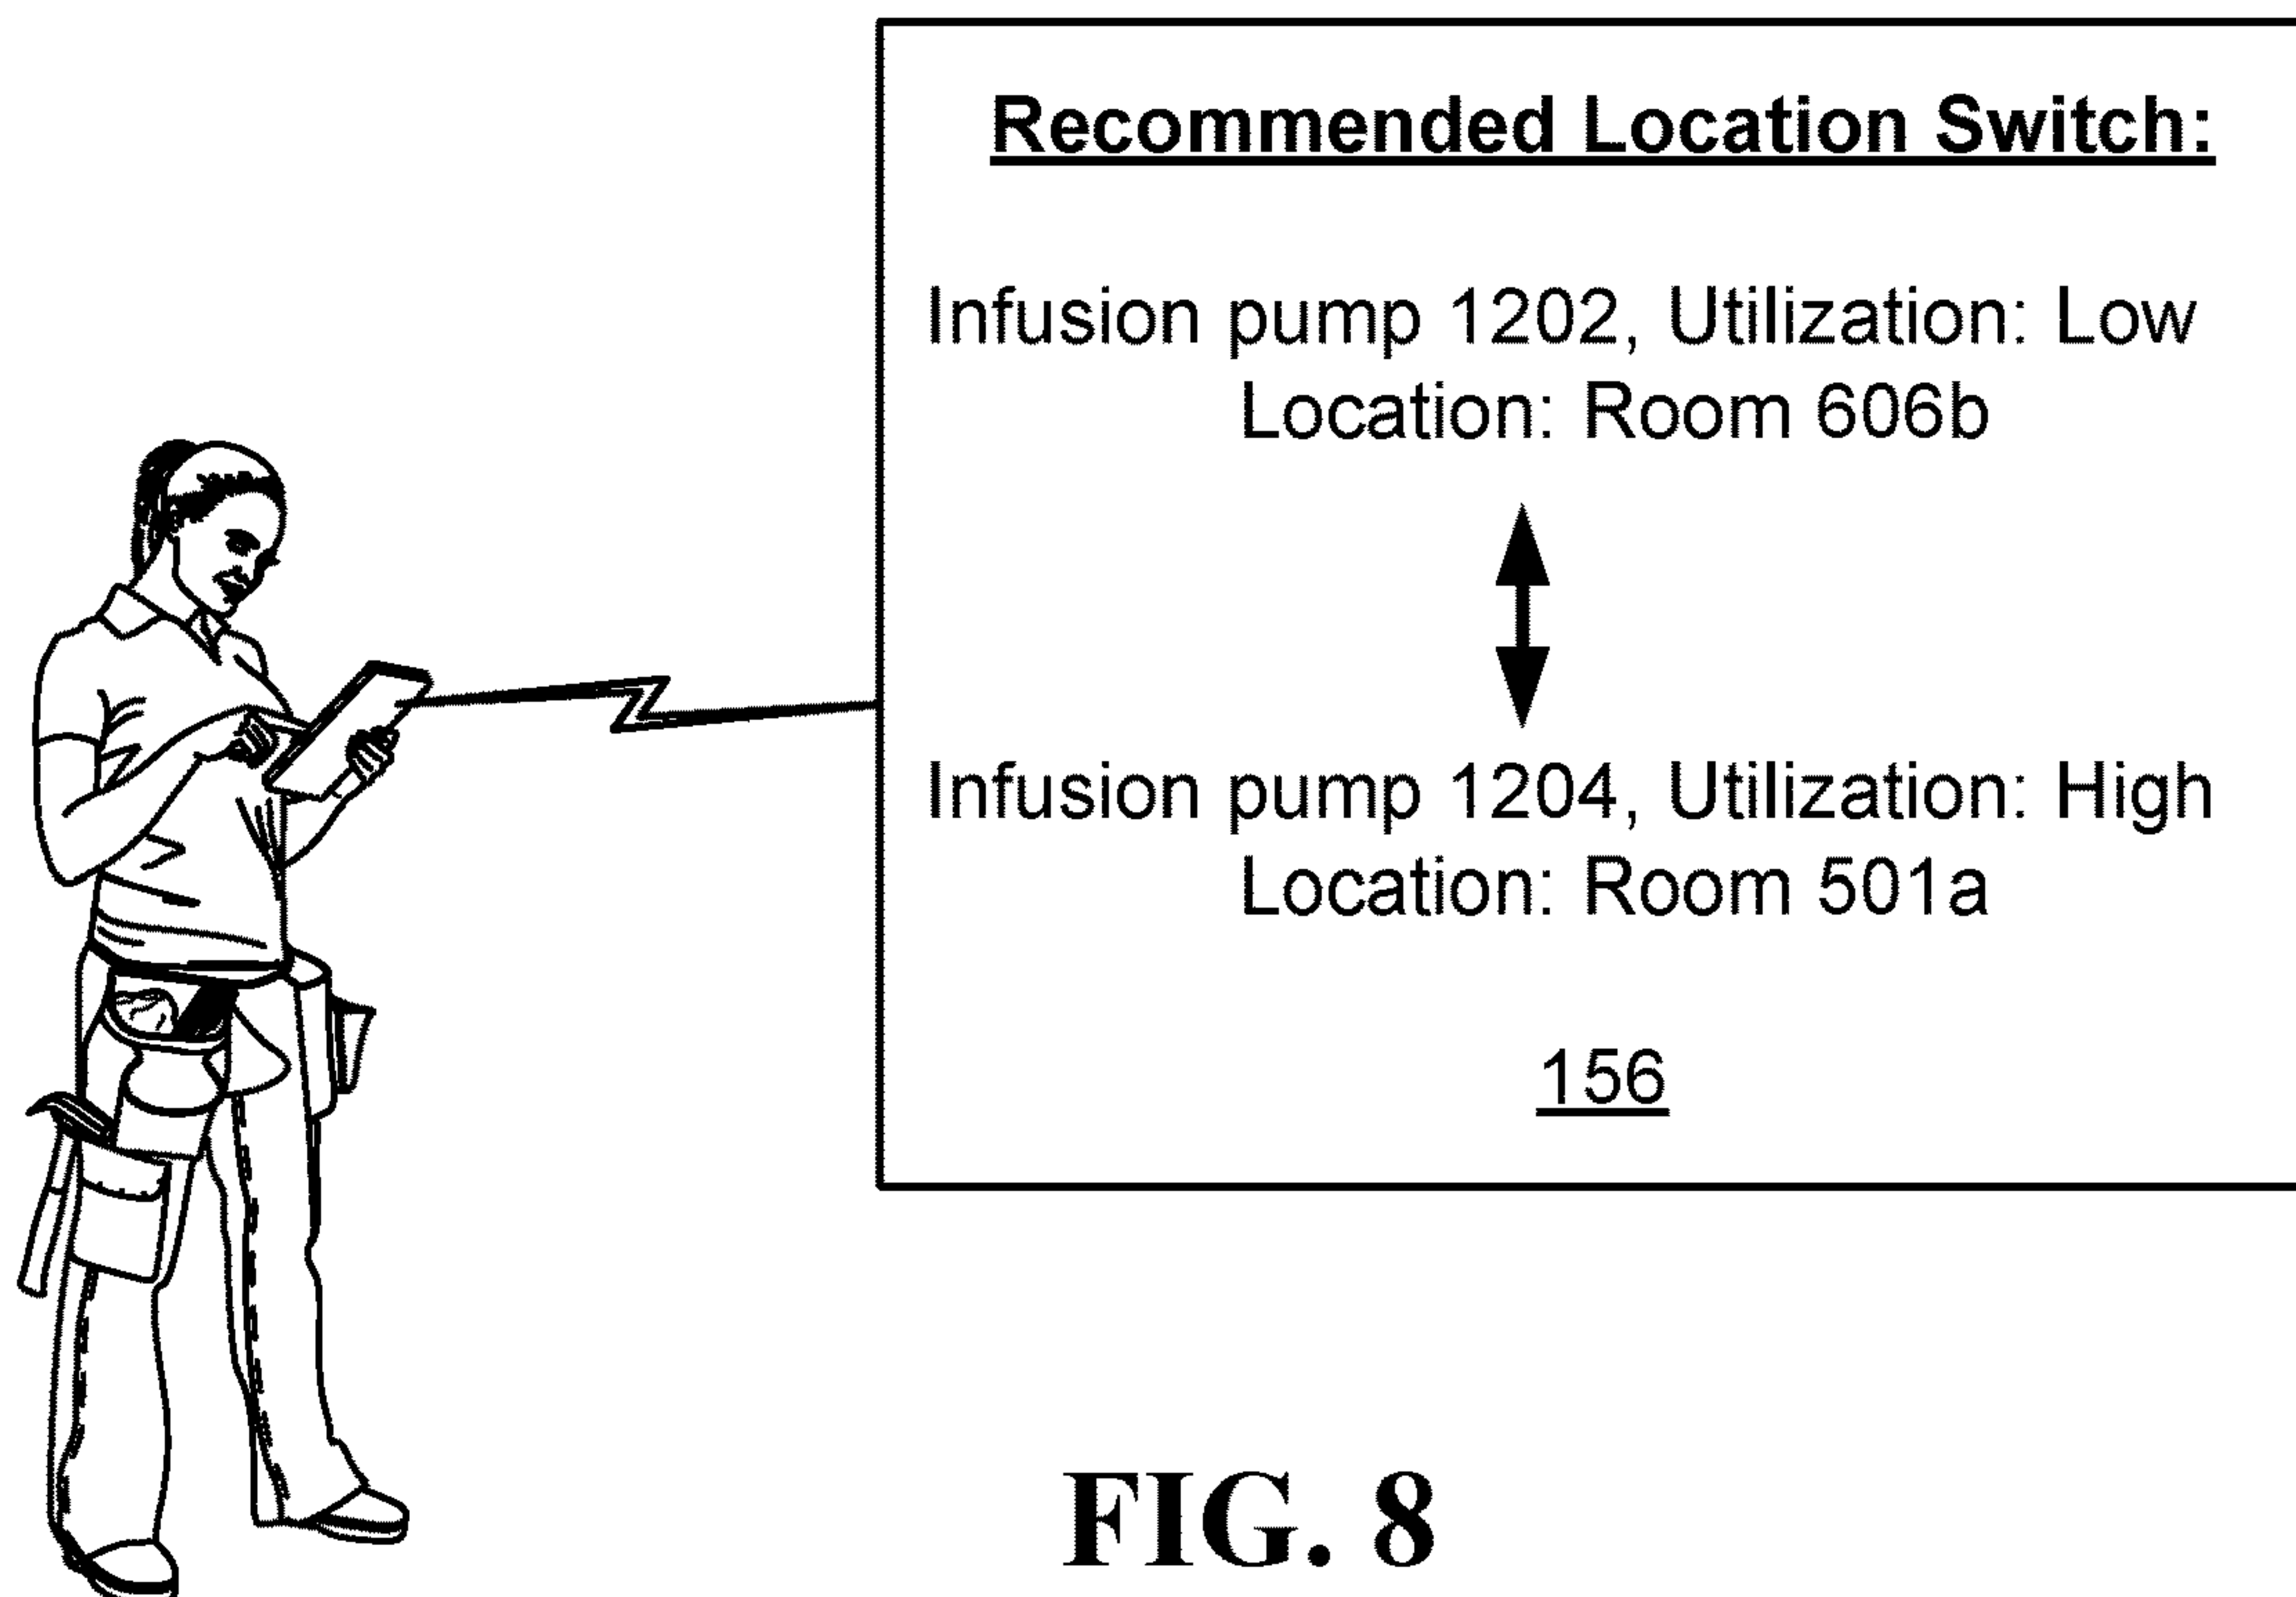 Recommended Location Switch:
Infusion pump 1202, Utilization: Low
Location: Room 606b
Infusion pump 1204, Utilization: High
Location: Room 501a
156
FIG. 8